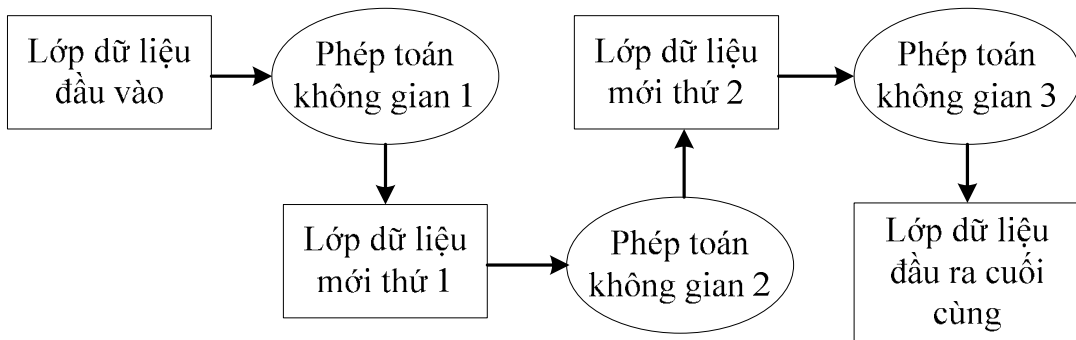 Lớp dữ liệu
đầu vào
Phép toán
không gian 1
Lớp dữ liệu
mới thứ 1
Phép toán
không gian 2
Lớp dữ liệu
mới thứ 2
Phép toán
không gian 3
Lớp dữ liệu
đầu ra cuối
cùng